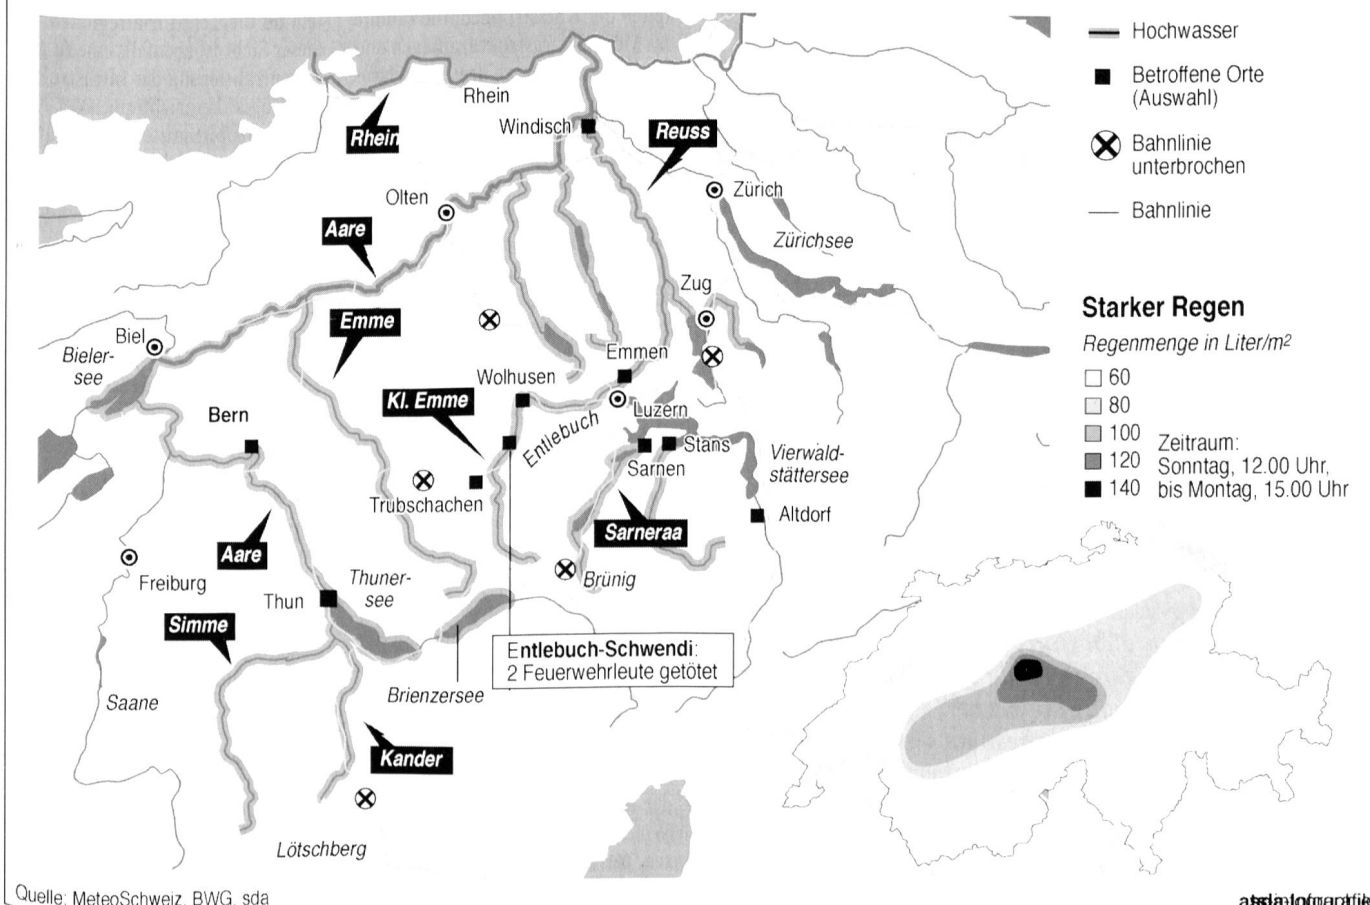 Hochwasser
Betroffene Orte
(Auswahl)
Bahnlinie
unterbrochen
Bahnlinie
Rhein
Rhein
Windisch
Reuss
Olten
Zürich
Aare
Zürichsee
Zug
Emme
Biel
Bieler-
see
Emmen
Wolhusen
Kl. Emme
Luzern
Bern
Entlebuch
Stans
Sarnen
Vierwald-
stättersee
Trubschachen
Altdorf
Sarneraa
Aare
Freiburg
Brünig
Thuner-
see
Thun
Simme
Entlebuch-Schwendi:
2 Feuerwehrleute getötet
Brienzersee
Saane
Kander
Lötschberg
Starker Regen
Regenmenge in Liter/m²
60
80
100
120
140
Zeitraum:
Sonntag, 12.00 Uhr,
bis Montag, 15.00 Uhr
Quelle: MeteoSchweiz, BWG, sda